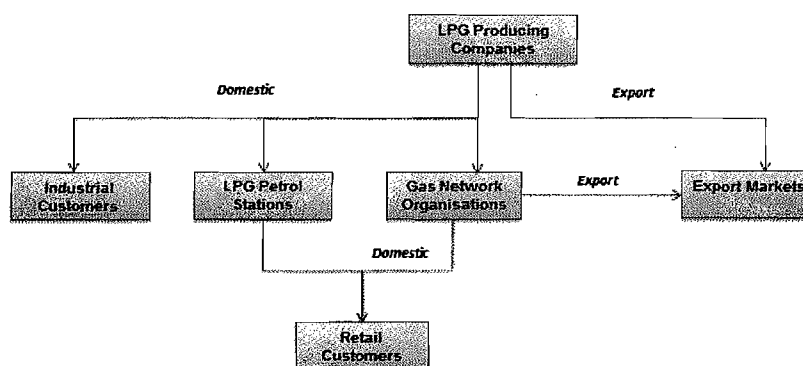 LPG Producing
Companies
Domestic
Export
Industrial
Customers
LPG Petrol
Stations
Gas Network
Organisations
Export
Export Markets
Domestic
Retail
Customers